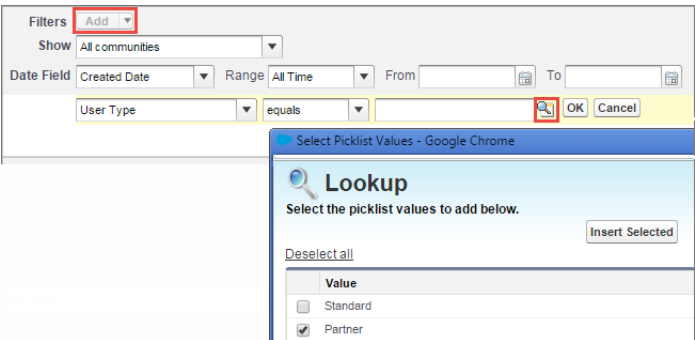 Filters Add
Show All communities
Date Field Created Date Range All Time From To
User Type equals OK Cancel
Select Picklist Values - Google Chrome
Lookup
Select the picklist values to add below.
Insert Selected
Deselect all
Value
Standard
Partner